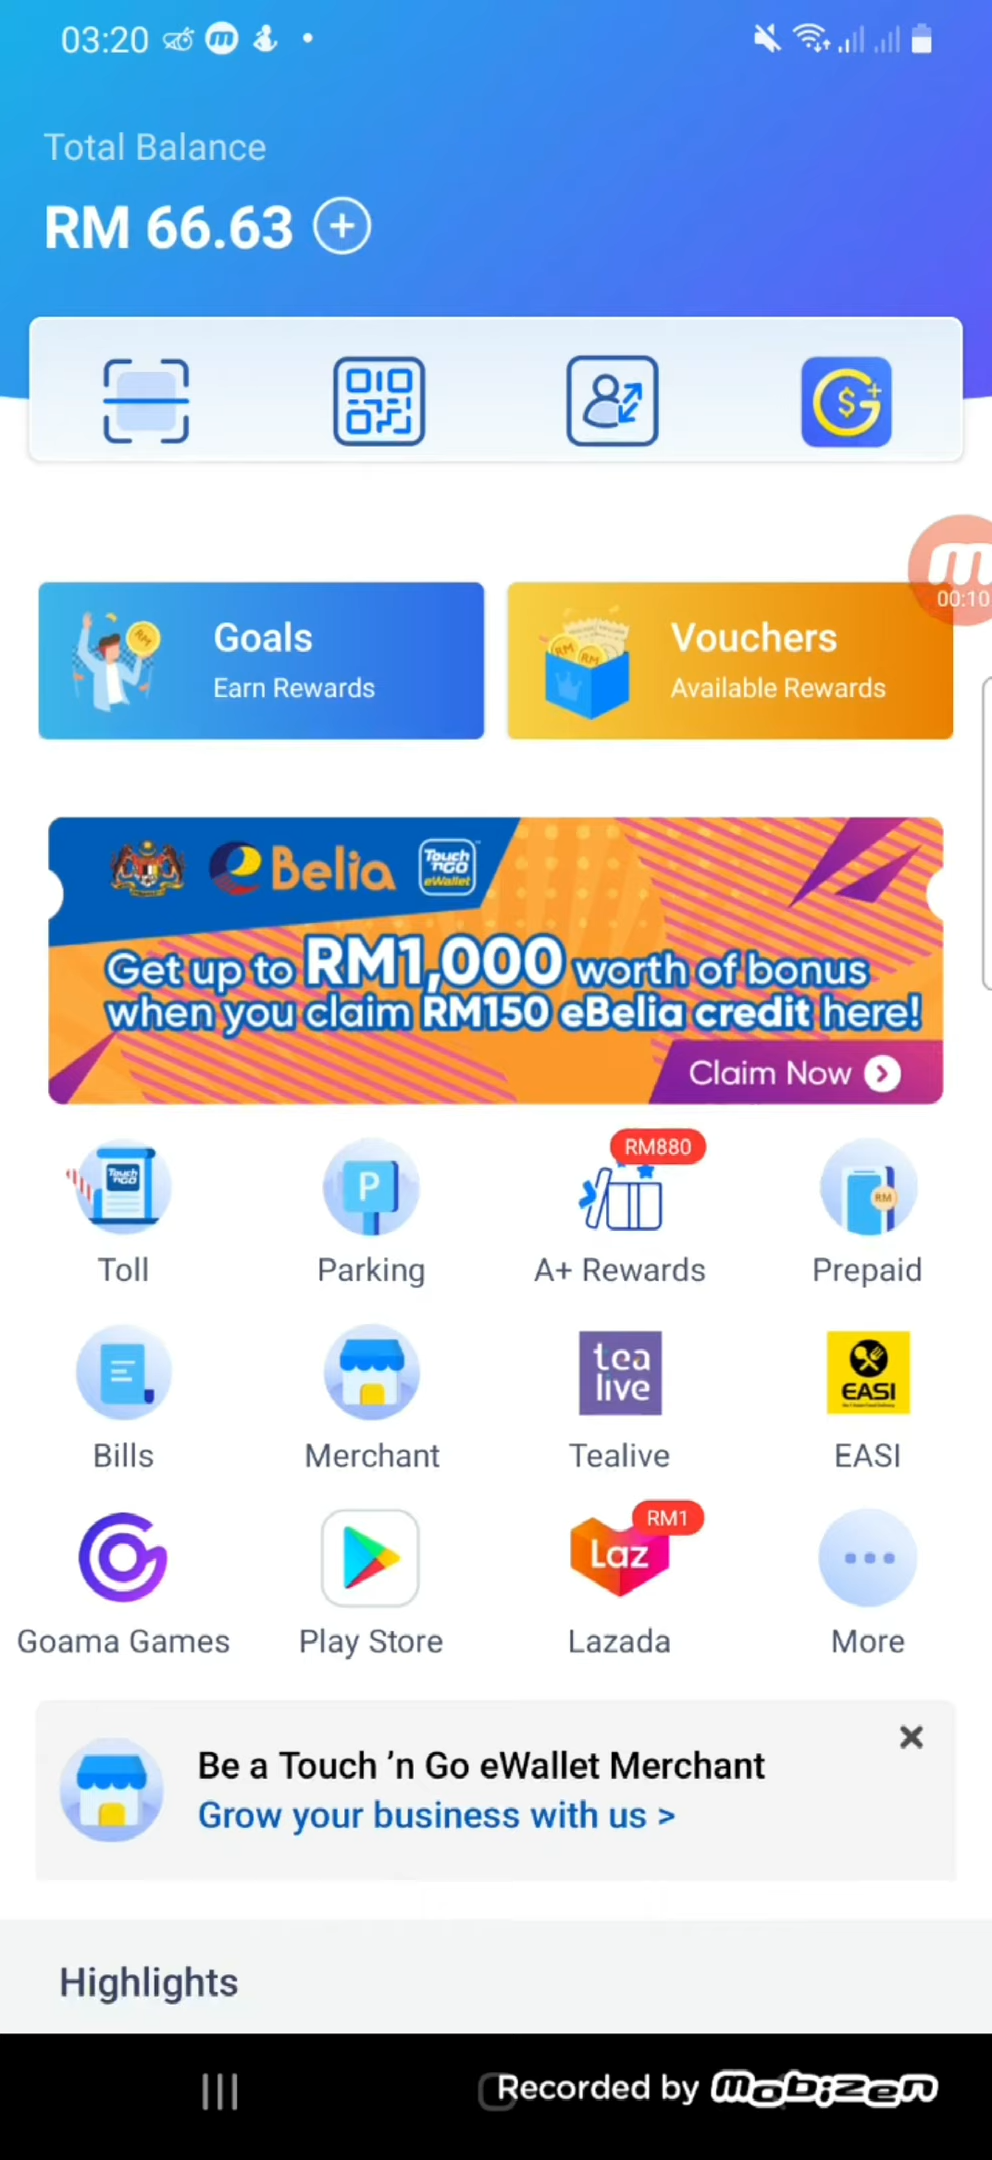 03:20
Total Balance
RM 66.63
00:10
Goals
Earn Rewards
Vouchers
Available Rewards
Belia
Touch 'nGO eWallet
Get up to RM1,000 worth of bonus
when you claim RM150 eBelia credit here!
Claim Now
RM880
Toll
Parking
A+ Rewards
Prepaid
tea
live
EASI
Bills
Merchant
Tealive
EASI
RM1
Laz
Goama Games
Play Store
Lazada
More
Be a Touch 'n Go eWallet Merchant
Grow your business with us >
Highlights
Recorded by mobizen